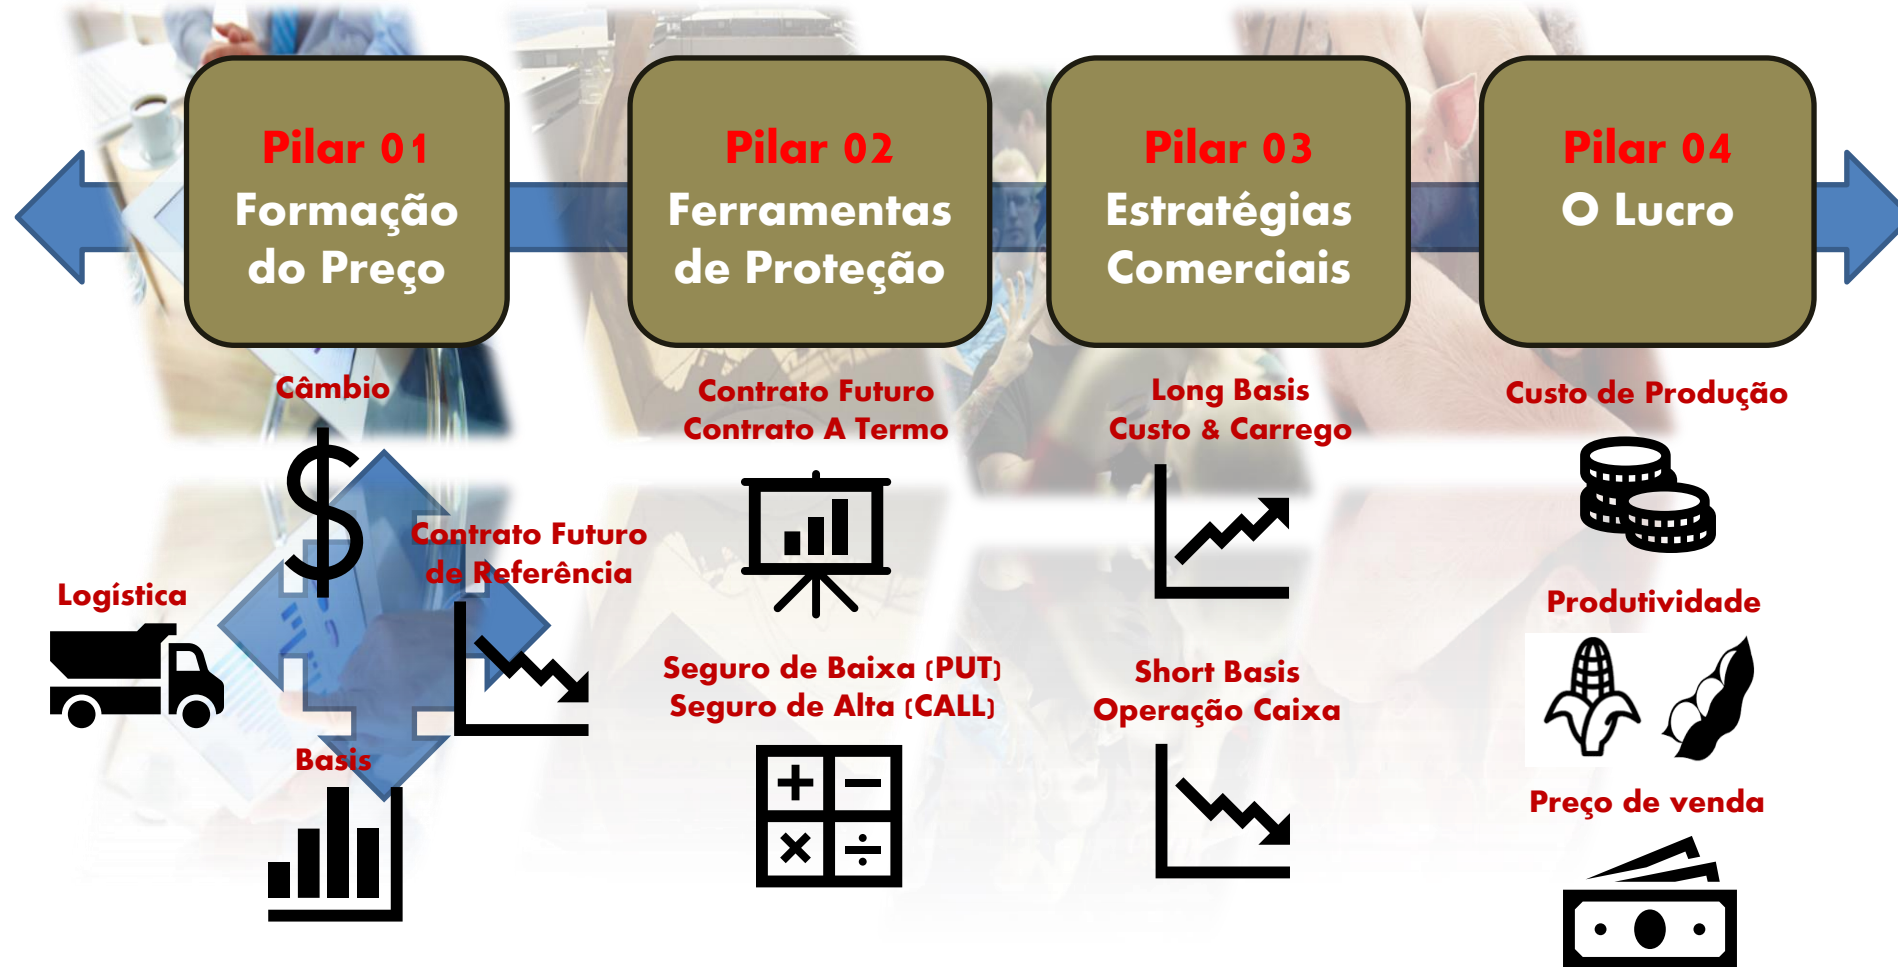 Pilar 01
Formação
do Preço
Câmbio
Contrato Futuro
de Referência
Logística
Basis
Pilar 02
Ferramentas
de Proteção
Contrato Futuro
Contrato A Termo
Seguro de Baixa (PUT)
Seguro de Alta (CALL)
Pilar 03
Estratégias
Comerciais
Long Basis
Custo & Carrego
Short Basis
Operação Caixa
Pilar 04
O Lucro
Custo de Produção
Produtividade
Preço de venda